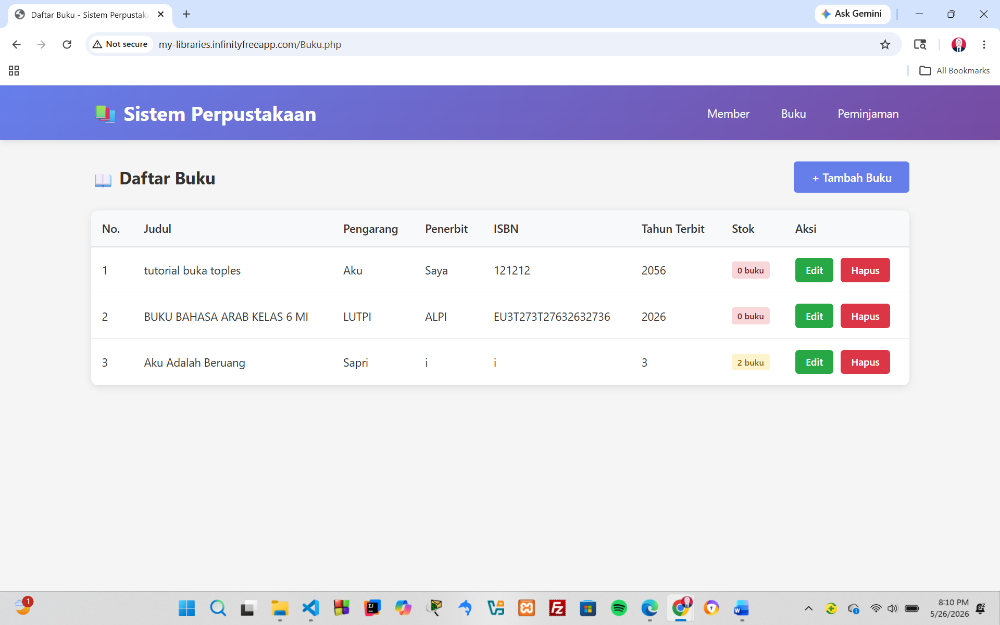 Daftar Buku - Sistem Perpustaka
Ask Gemini
Not secure
my-libraries.infinityfreeapp.com/Buku.php
All Bookmarks
Sistem Perpustakaan
Member
Buku
Peminjaman
Daftar Buku
+ Tambah Buku
No. Judul Pengarang Penerbit ISBN Tahun Terbit Stok Aksi
1 tutorial buka toples Aku Saya 121212 2056 0 buku Edit Hapus
2 BUKU BAHASA ARAB KELAS 6 MI LUTPI ALPI EU3T273T27632632736 2026 0 buku Edit Hapus
3 Aku Adalah Beruang Sapri i i 3 2 buku Edit Hapus
1
8:10 PM
5/26/2026